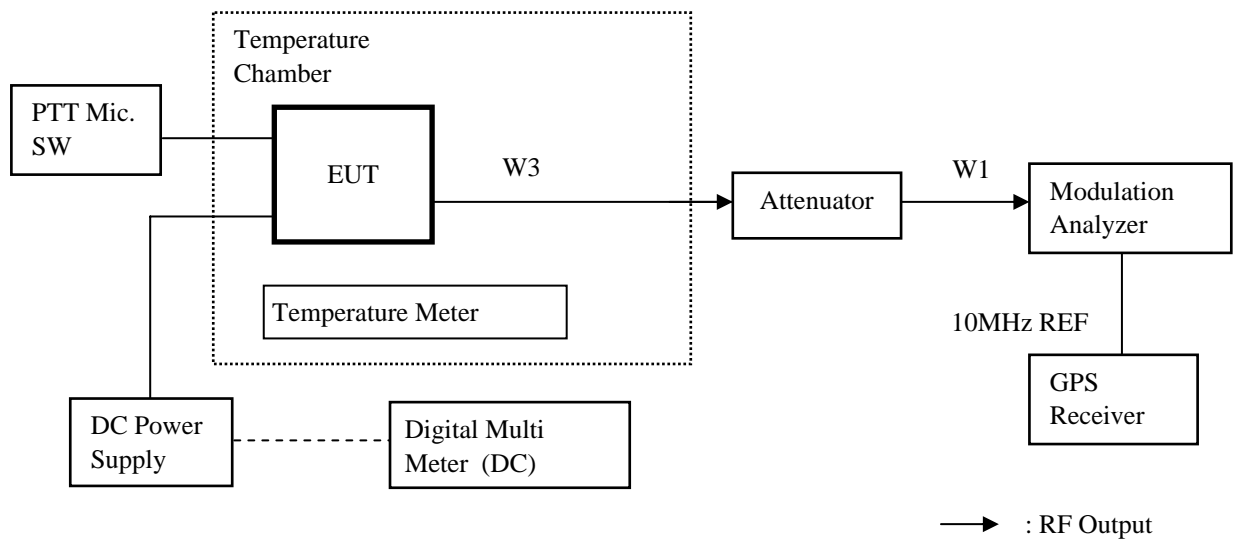 Temperature
Chamber
PTT Mic.
SW
EUT
W3
Attenuator
W1
Modulation
Analyzer
Temperature Meter
10MHz REF
GPS
Receiver
DC Power
Supply
Digital Multi
Meter (DC)
: RF Output